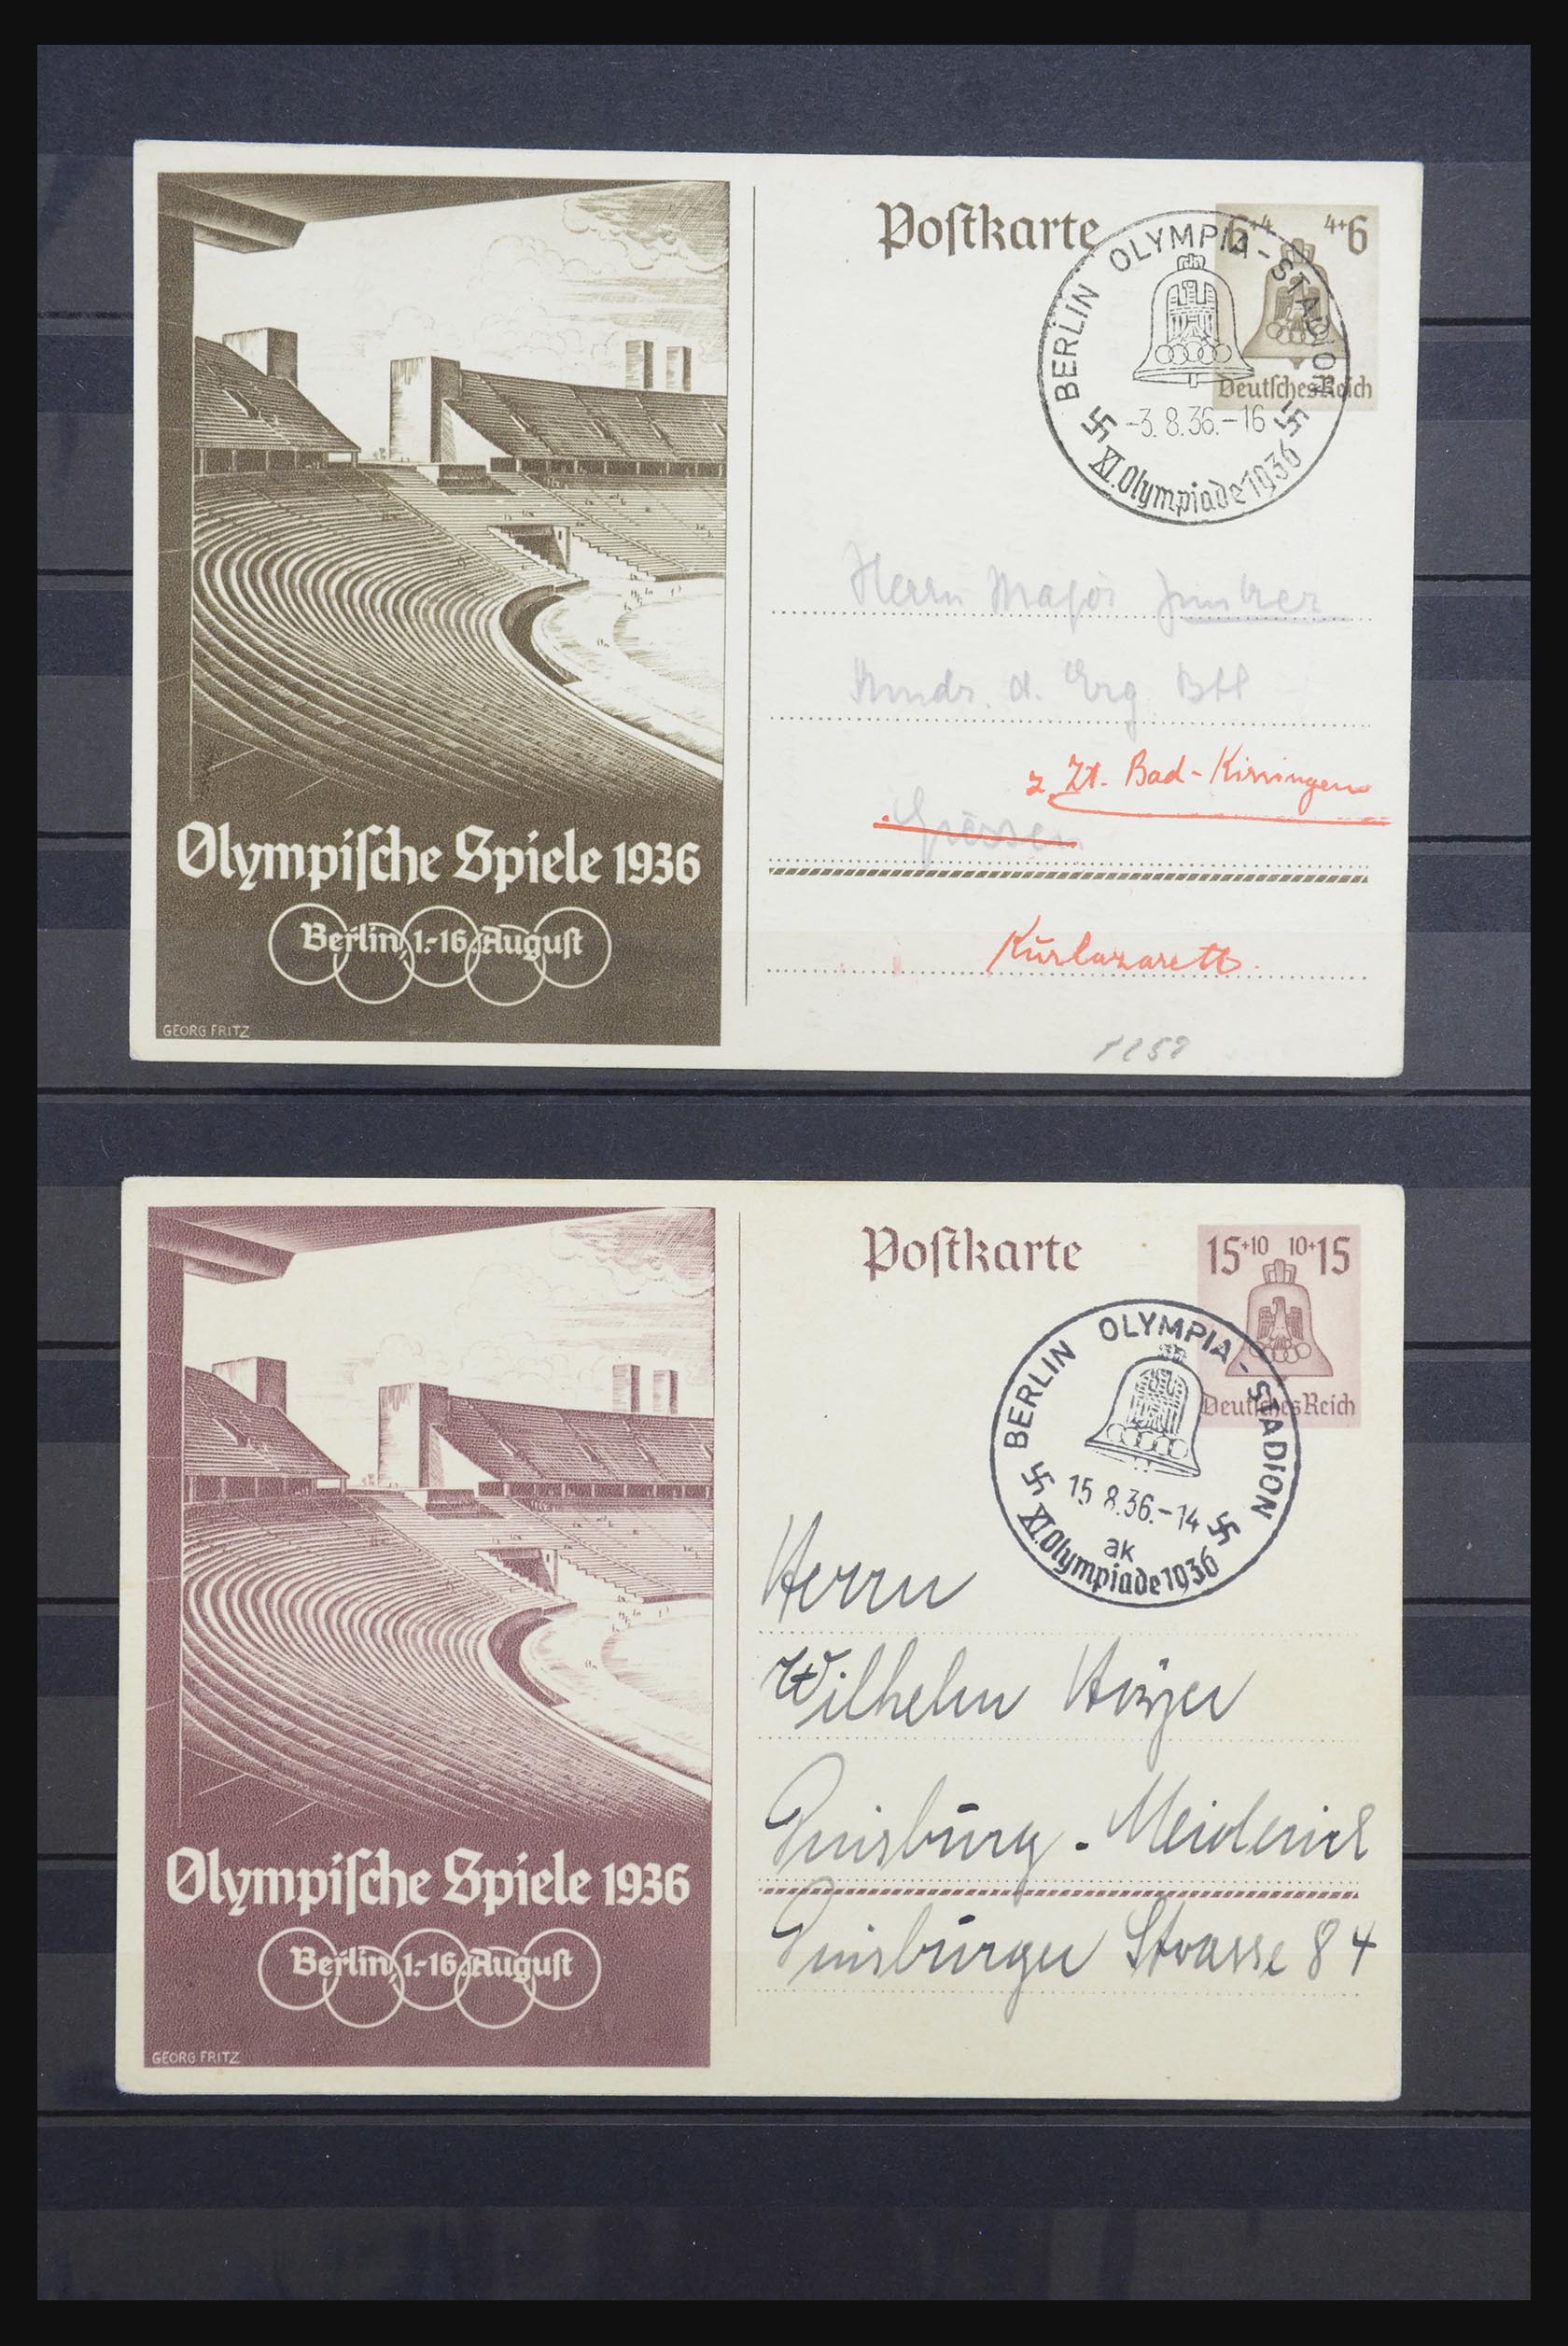 Postkarte
6+4 4+6
Deutsches Reich
BERLIN OLYMPIA-STADION
-3.8.36.-16
XI. Olympiade 1936
Herrn Major
d. Erg Btl
z. Zt. Bad-Kissingen
Giessen
Kurlazarett
Olympische Spiele 1936
Berlin, 1.-16. August
GEORG FRITZ
Postkarte
15+10 10+15
Deutsches Reich
BERLIN OLYMPIA-STADION
15.8.36.-14
ak
XI. Olympiade 1936
Herrn
Wilhelm
Duisburg - Meiderich
Duisburger Strasse 84
Olympische Spiele 1936
Berlin, 1.-16. August
GEORG FRITZ